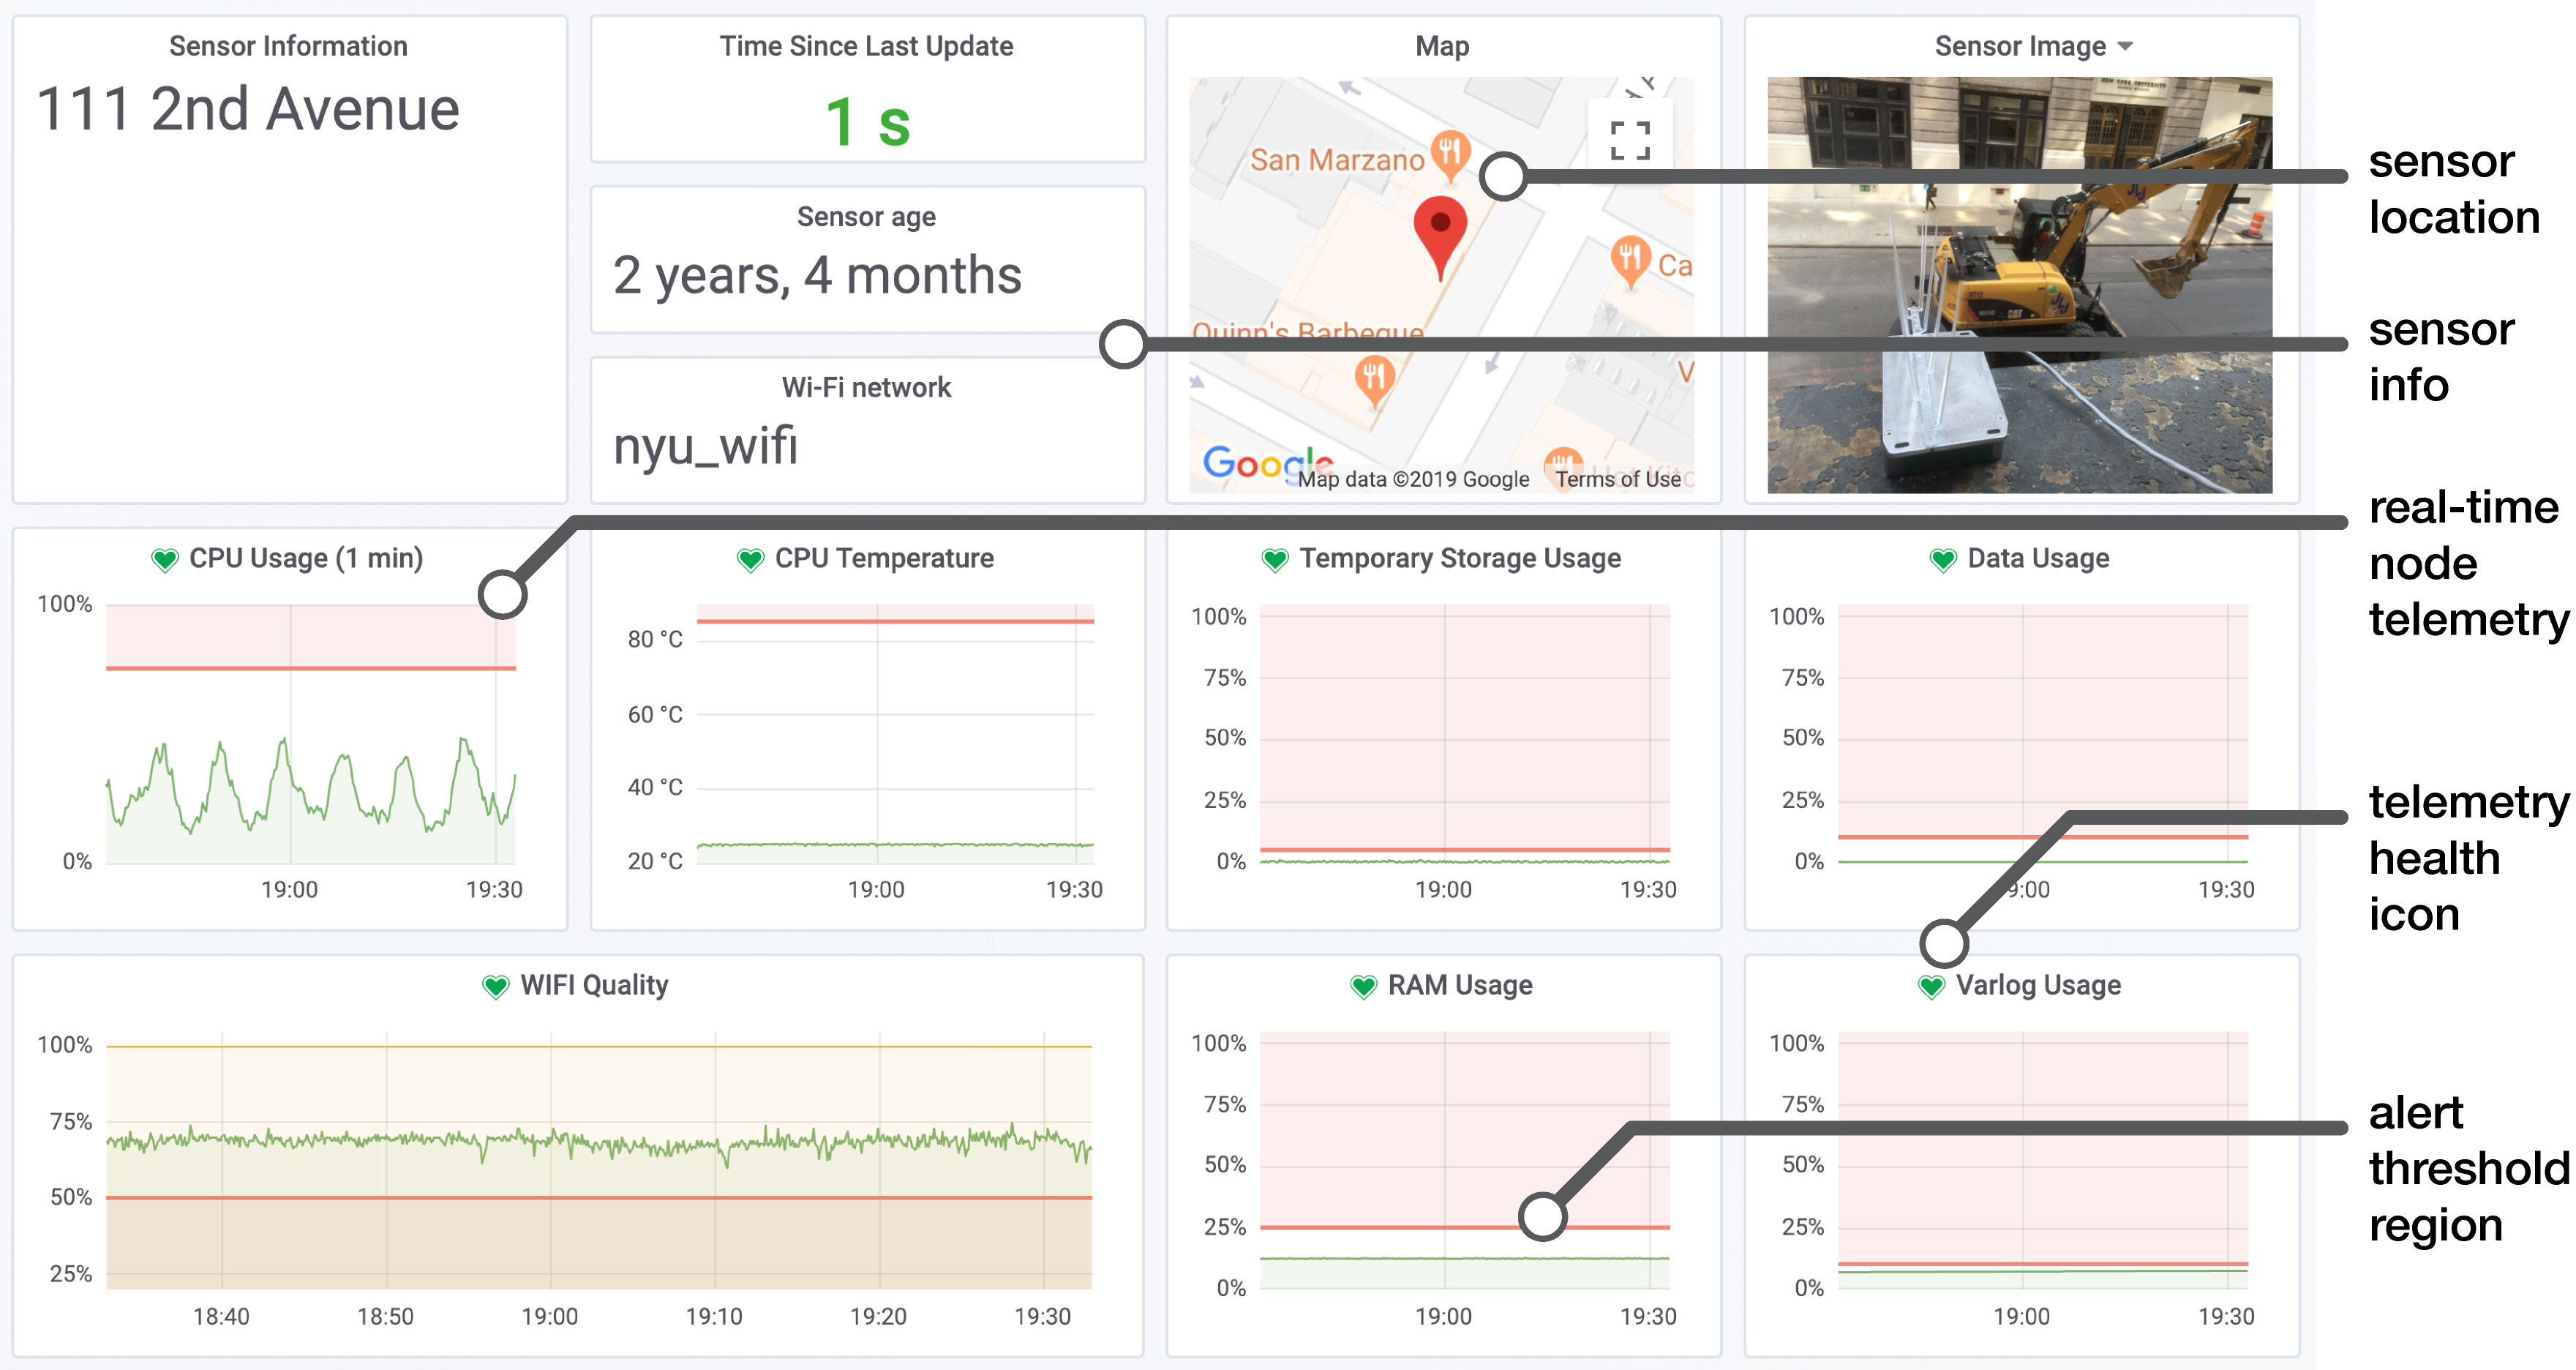 Sensor Information
111 2nd Avenue
Time Since Last Update
1 s
Sensor age
2 years, 4 months
Wi-Fi network
nyu_wifi
Map
San Marzano
Ca
Quinn's Barbeque
V
Google
Map data ©2019 Google
Terms of Use
Sensor Image
NEW YORK UNIVERSITY
CAT
sensor
location
sensor
info
real-time
node
telemetry
telemetry
health
icon
alert
threshold
region
CPU Usage (1 min)
100%
0%
19:00 19:30
CPU Temperature
80 °C
60 °C
40 °C
20 °C
19:00 19:30
Temporary Storage Usage
100%
75%
50%
25%
0%
19:00 19:30
Data Usage
100%
75%
50%
25%
0%
9:00 19:30
WIFI Quality
100%
75%
50%
25%
18:40 18:50 19:00 19:10 19:20 19:30
RAM Usage
100%
75%
50%
25%
0%
19:00 19:30
Varlog Usage
100%
75%
50%
25%
0%
19:00 19:30